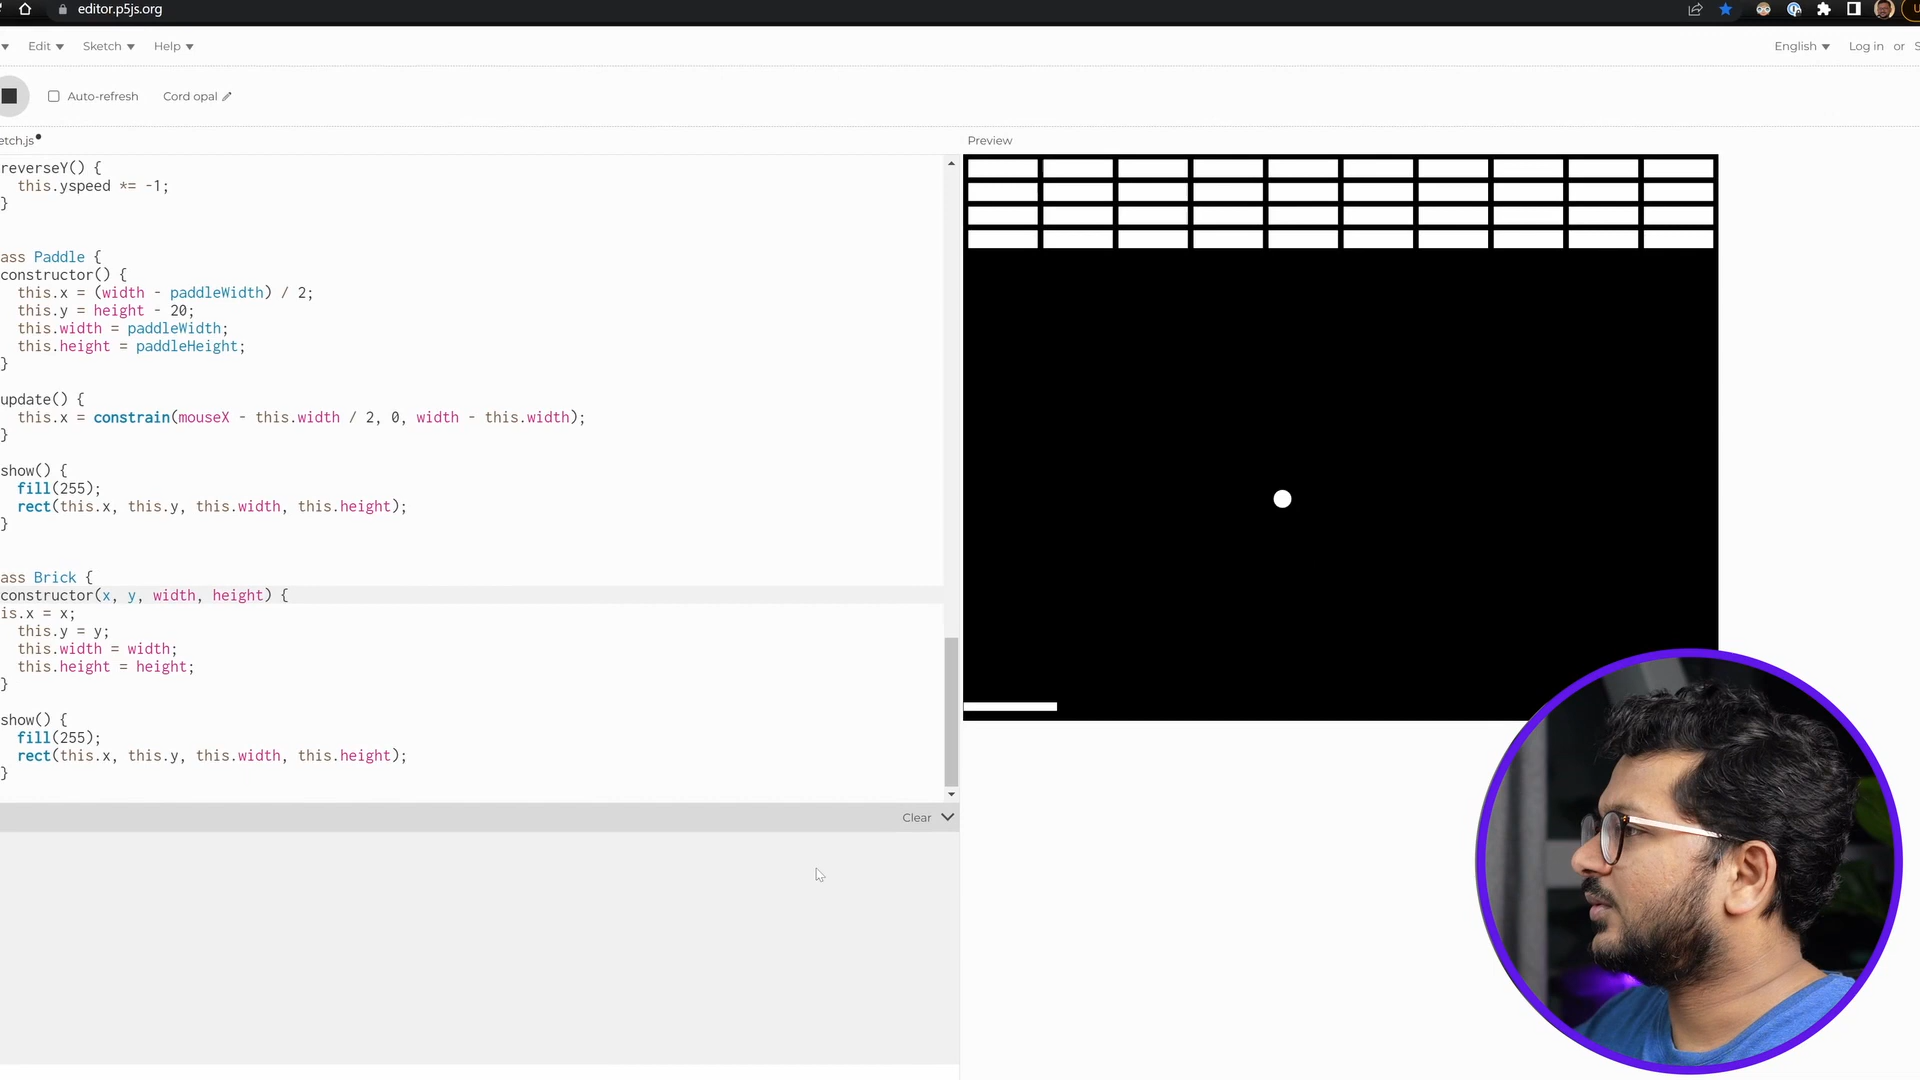 editor.p5js.org
Edit Sketch Help English Log in or S
Auto-refresh Cord opal
etch.js
Preview
reverseY() {
this.yspeed *= -1;
}
ass Paddle {
constructor() {
this.x = (width - paddleWidth) / 2;
this.y = height - 20;
this.width = paddleWidth;
this.height = paddleHeight;
}
update() {
this.x = constrain(mouseX - this.width / 2, 0, width - this.width);
}
show() {
fill(255);
rect(this.x, this.y, this.width, this.height);
}
ass Brick {
constructor(x, y, width, height) {
is.x = x;
this.y = y;
this.width = width;
this.height = height;
}
show() {
fill(255);
rect(this.x, this.y, this.width, this.height);
}
Clear